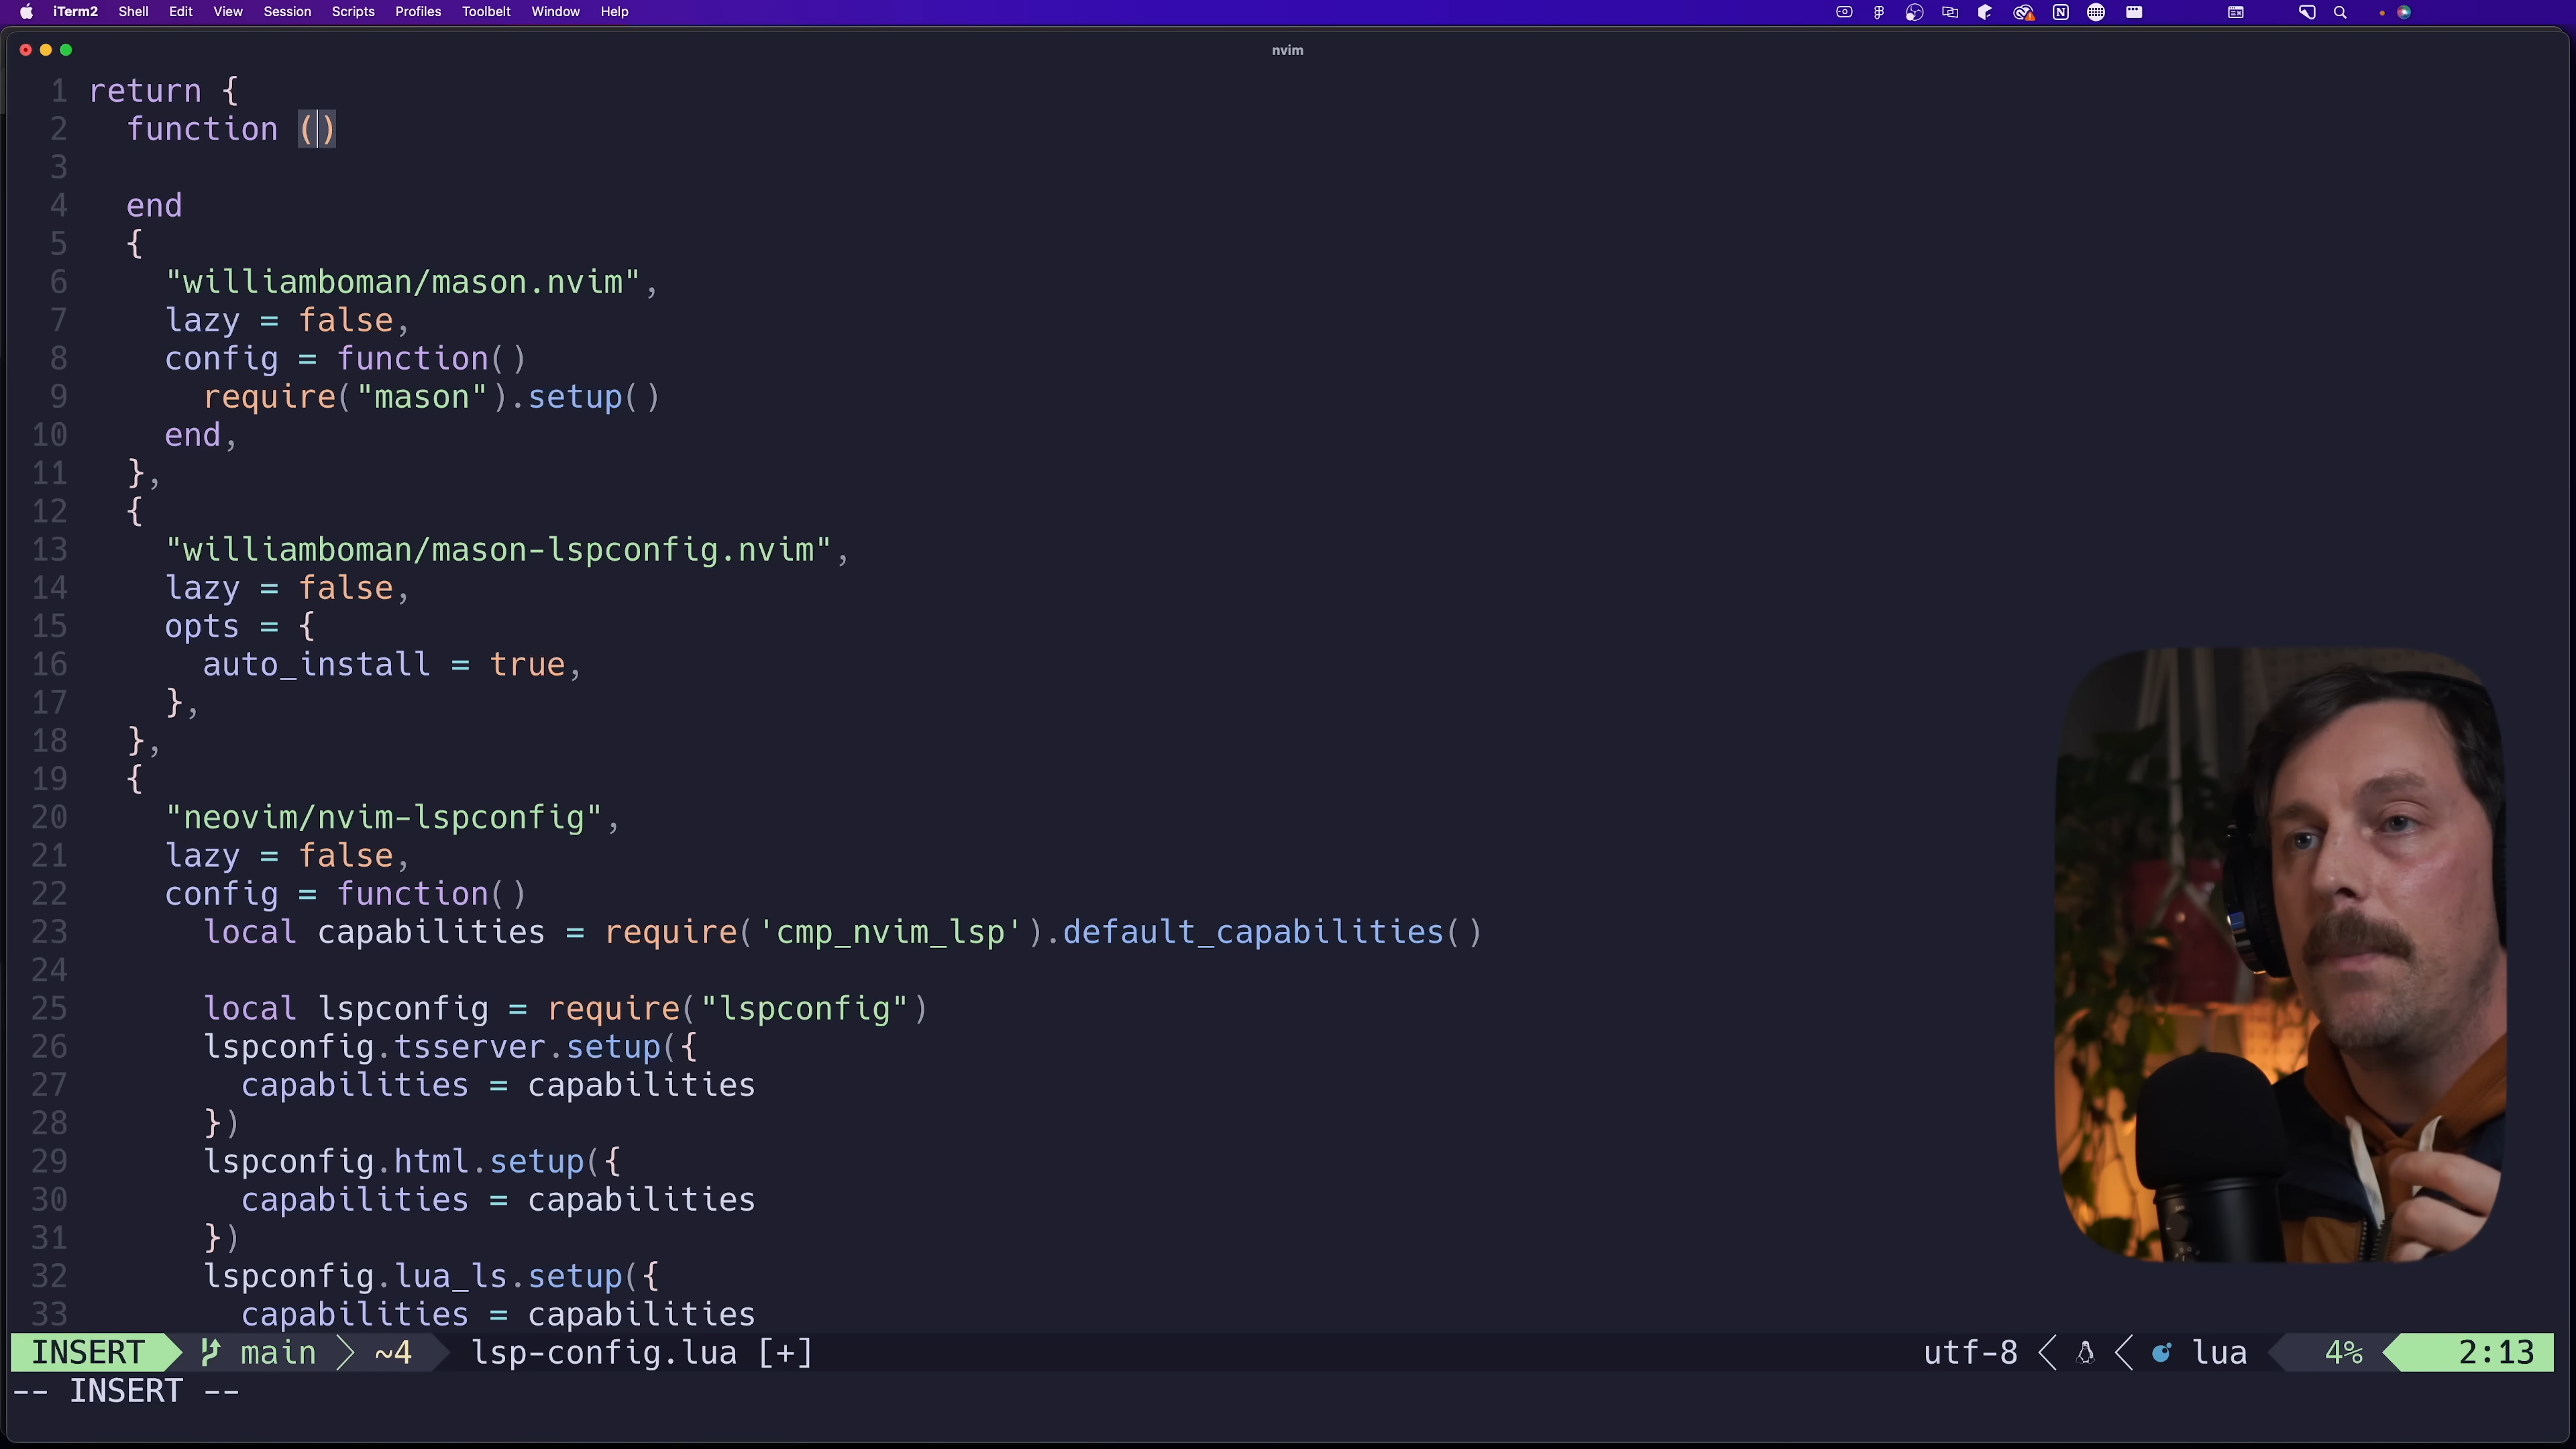 iTerm2 Shell Edit View Session Scripts Profiles Toolbelt Window Help
nvim
1 return {
2 function ()
3
4 end
5 {
6 "williamboman/mason.nvim",
7 lazy = false,
8 config = function()
9 require("mason").setup()
10 end,
11 },
12 {
13 "williamboman/mason-lspconfig.nvim",
14 lazy = false,
15 opts = {
16 auto_install = true,
17 },
18 },
19 {
20 "neovim/nvim-lspconfig",
21 lazy = false,
22 config = function()
23 local capabilities = require('cmp_nvim_lsp').default_capabilities()
24
25 local lspconfig = require("lspconfig")
26 lspconfig.tsserver.setup({
27 capabilities = capabilities
28 })
29 lspconfig.html.setup({
30 capabilities = capabilities
31 })
32 lspconfig.lua_ls.setup({
33 capabilities = capabilities
INSERT main ~4 lsp-config.lua [+] utf-8 lua 4% 2:13
-- INSERT --